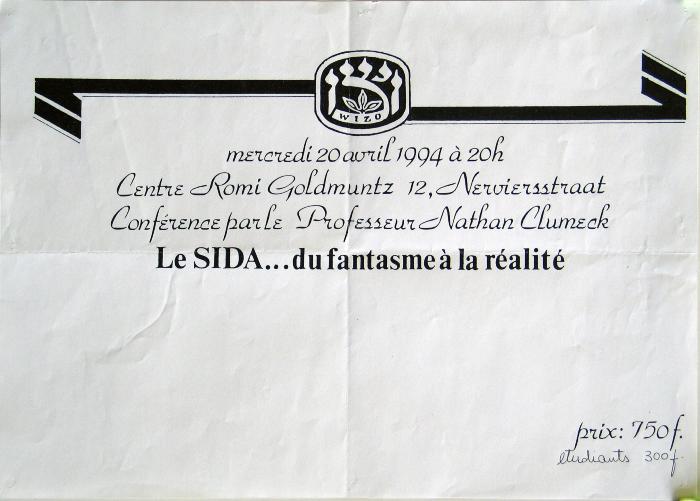 ויצו
WIZO
mercredi 20 avril 1994 à 20h
Centre Romi Goldmuntz 12, Nerviersstraat
Conférence par le Professeur Nathan Clumeck
Le SIDA...du fantasme à la réalité
prix: 750f.
étudiants 300f.